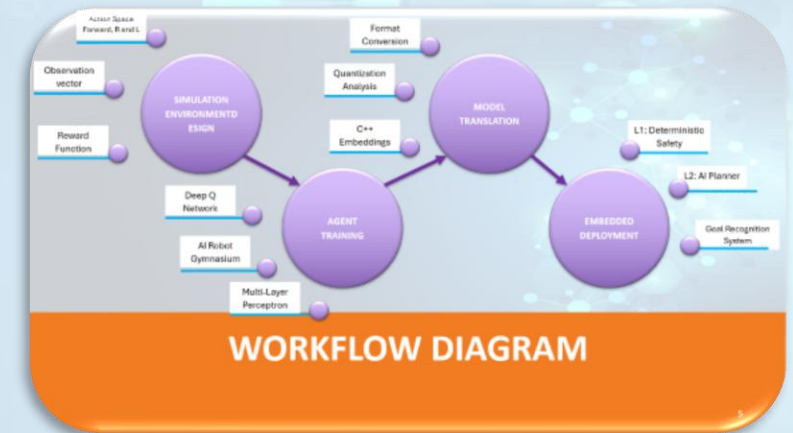 Action Space
Forward, R and L
Observation
vector
Reward
Function
SIMULATION
ENVIRONMENTD
ESIGN
Deep Q
Network
AI Robot
Gymnasium
Multi-Layer
Perceptron
AGENT
TRAINING
Format
Conversion
Quantization
Analysis
C++
Embeddings
MODEL
TRANSLATION
L1: Deterministic
Safety
L2: AI Planner
Goal Recognition
System
EMBEDDED
DEPLOYMENT
WORKFLOW DIAGRAM
5